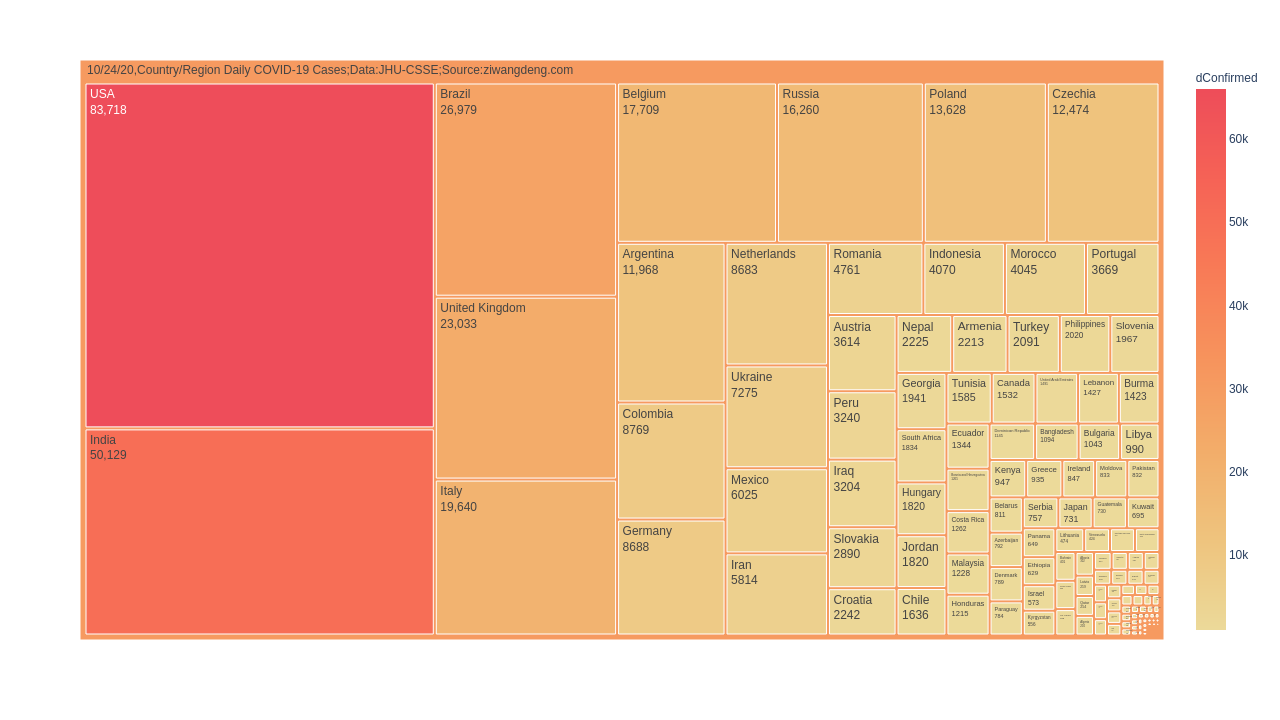 10/24/20,Country/Region Daily COVID-19 Cases;Data:JHU-CSSE;Source:ziwangdeng.com
USA
83,718
India
50,129
Brazil
26,979
United Kingdom
23,033
Italy
19,640
Belgium
17,709
Russia
16,260
Poland
13,628
Czechia
12,474
Argentina
11,968
Colombia
8769
Germany
8688
Netherlands
8683
Ukraine
7275
Mexico
6025
Iran
5814
Romania
4761
Indonesia
4070
Morocco
4045
Portugal
3669
Austria
3614
Peru
3240
Iraq
3204
Slovakia
2890
Croatia
2242
Nepal
2225
Armenia
2213
Turkey
2091
Philippines
2020
Slovenia
1967
Georgia
1941
South Africa
1834
Hungary
1820
Jordan
1820
Chile
1636
Tunisia
1585
Canada
1532
United Arab Emirates
Lebanon
1427
Burma
1423
Ecuador
1344
Bosnia and Herzegovina
Costa Rica
1262
Malaysia
1228
Honduras
1215
Dominican Republic
Bangladesh
1094
Bulgaria
1043
Libya
990
Kenya
947
Greece
935
Ireland
847
Moldova
833
Pakistan
832
Belarus
811
Azerbaijan
792
Denmark
789
Paraguay
784
Serbia
757
Japan
731
Guatemala
730
Kuwait
695
Panama
649
Ethiopia
629
Israel
573
Kyrgyzstan
558
Lithuania
474
dConfirmed
60k
50k
40k
30k
20k
10k